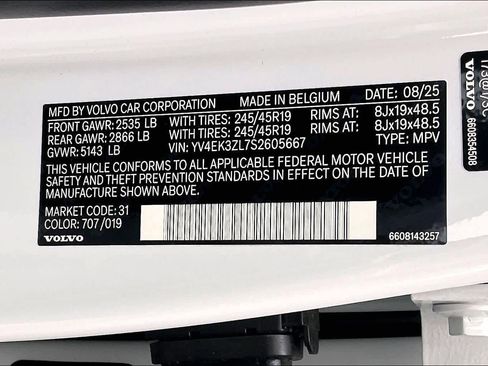 MFD BY VOLVO CAR CORPORATION MADE IN BELGIUM DATE: 08/25
FRONT GAWR: 2535 LB WITH TIRES: 245/45R19 RIMS AT: 8Jx19x48.5
REAR GAWR: 2866 LB WITH TIRES: 245/45R19 RIMS AT: 8Jx19x48.5
GVWR: 5143 LB VIN: YV4EK3ZL7S2605667 TYPE: MPV
THIS VEHICLE CONFORMS TO ALL APPLICABLE FEDERAL MOTOR VEHICLE
SAFETY AND THEFT PREVENTION STANDARDS IN EFFECT ON THE DATE OF
MANUFACTURE SHOWN ABOVE.
MARKET CODE: 31
COLOR: 707/019
VOLVO 6608143257
VOLVO
6608354508